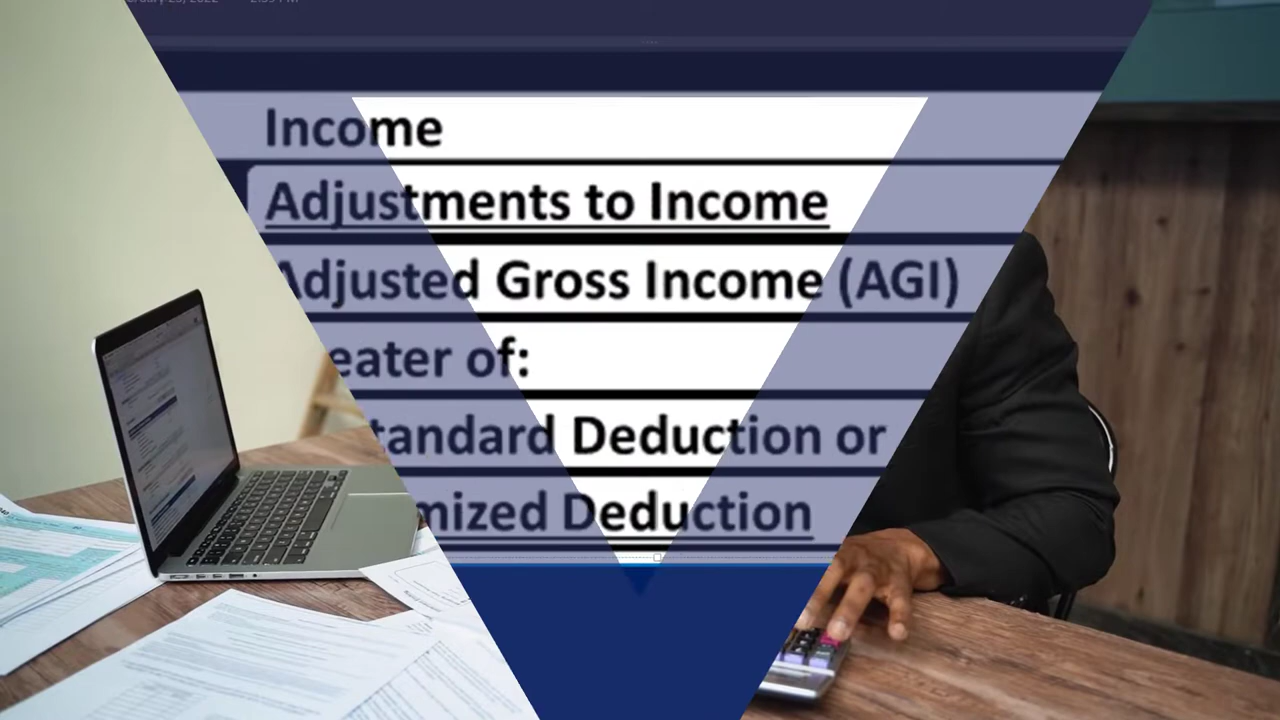 Income
Adjustments to Income
Adjusted Gross Income (AGI)
eater of:
tandard Deduction or
mized Deduction